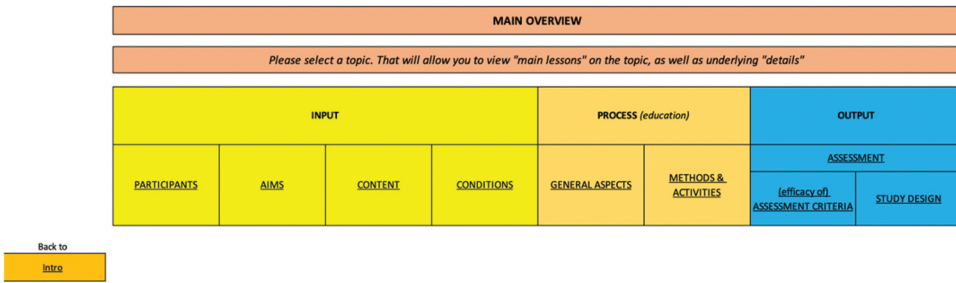 MAIN OVERVIEW
Please select a topic. That will allow you to view "main lessons" on the topic, as well as underlying "details"
INPUT
PROCESS (education)
OUTPUT
PARTICIPANTS
AIMS
CONTENT
CONDITIONS
GENERAL ASPECTS
METHODS &
ACTIVITIES
ASSESSMENT
(efficacy of)
ASSESSMENT CRITERIA
STUDY DESIGN
Back to
Intro